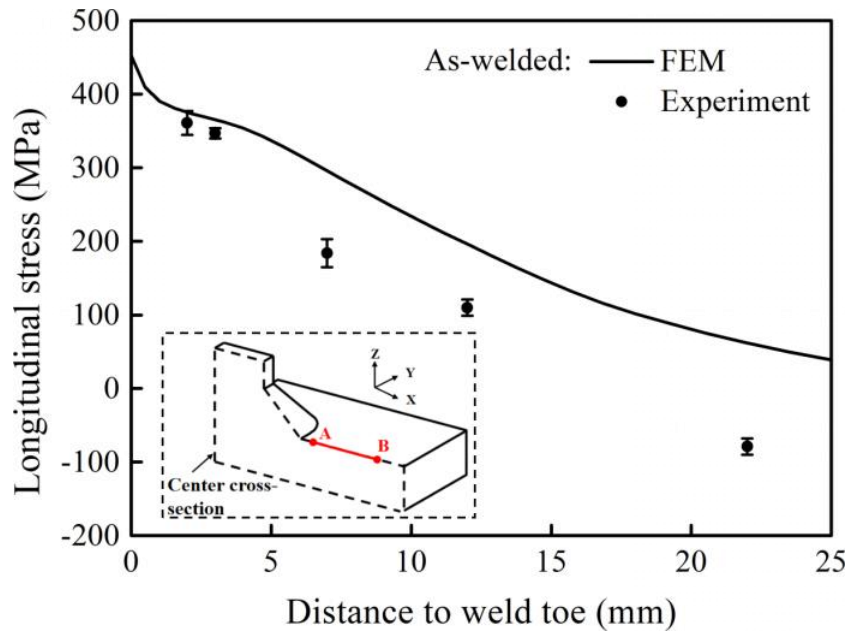 500
400
300
200
100
0
-100
-200
Longitudinal stress (MPa)
As-welded: FEM
Experiment
Z
Y
X
A
B
Center cross-
section
0 5 10 15 20 25
Distance to weld toe (mm)